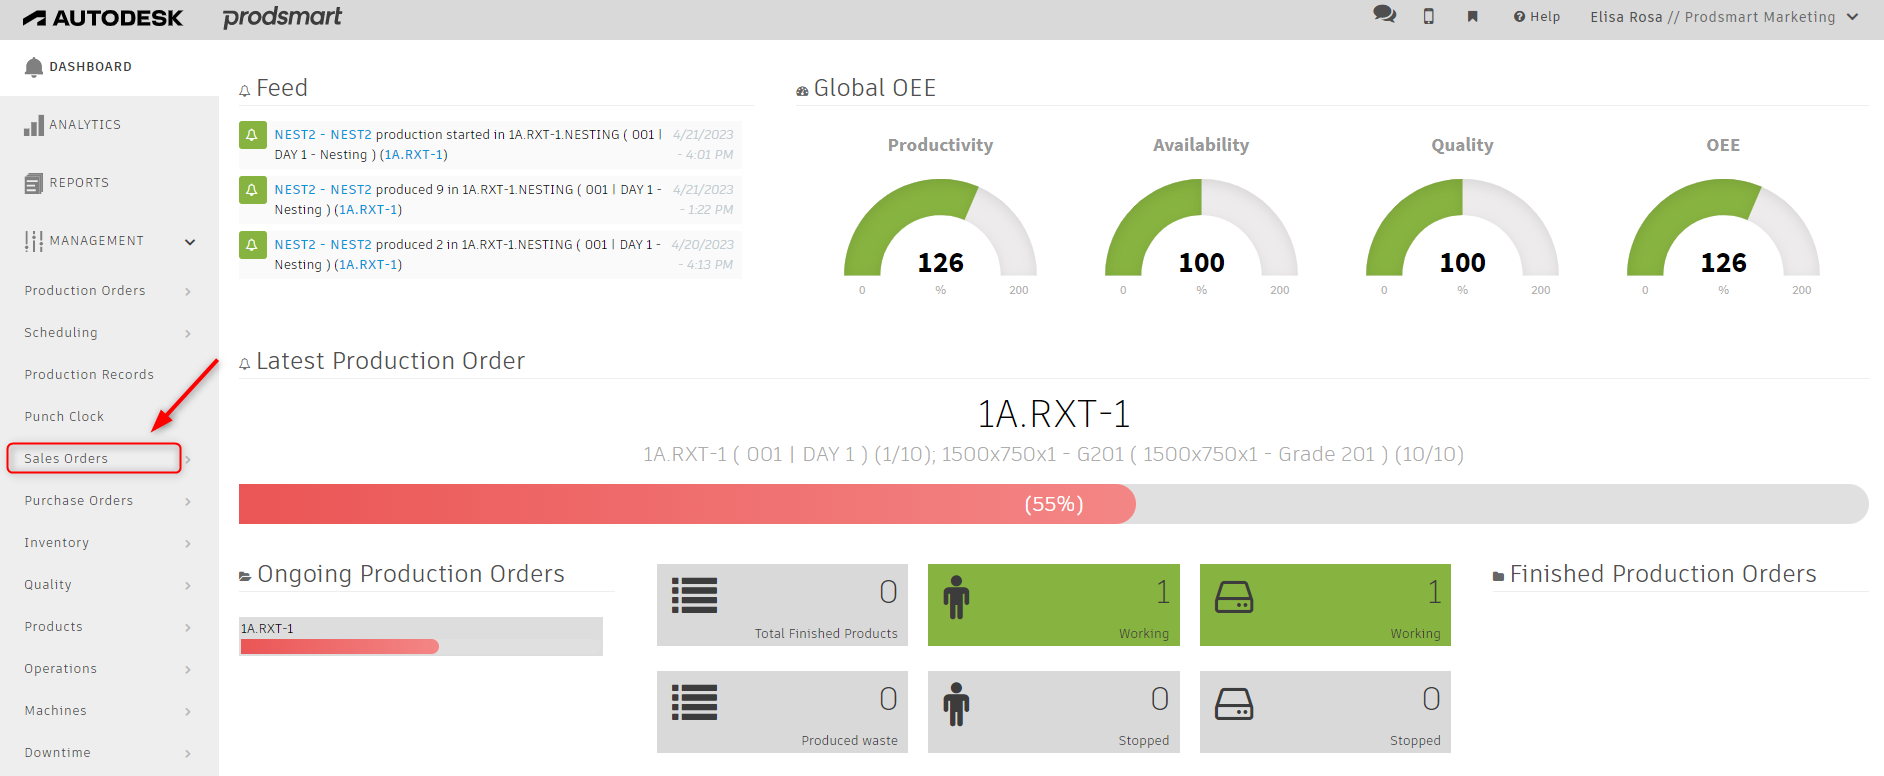 AUTODESK prodsmart
Help Elisa Rosa // Prodsmart Marketing
DASHBOARD
ANALYTICS
REPORTS
MANAGEMENT
Production Orders
Scheduling
Production Records
Punch Clock
Sales Orders
Purchase Orders
Inventory
Quality
Products
Operations
Machines
Downtime
Feed
NEST2 - NEST2 production started in 1A.RXT-1.NESTING ( 001 | 4/21/2023
DAY 1 - Nesting ) (1A.RXT-1) - 4:01 PM
NEST2 - NEST2 produced 9 in 1A.RXT-1.NESTING ( 001 | DAY 1 - 4/21/2023
Nesting ) (1A.RXT-1) - 1:22 PM
NEST2 - NEST2 produced 2 in 1A.RXT-1.NESTING ( 001 | DAY 1 - 4/20/2023
Nesting ) (1A.RXT-1) - 4:13 PM
Global OEE
Productivity
126
0 % 200
Availability
100
0 % 200
Quality
100
0 % 200
OEE
126
0 % 200
Latest Production Order
1A.RXT-1
1A.RXT-1 ( 001 | DAY 1 ) (1/10); 1500x750x1 - G201 ( 1500x750x1 - Grade 201 ) (10/10)
(55%)
Ongoing Production Orders
1A.RXT-1
0
Total Finished Products
1
Working
1
Working
0
Produced waste
0
Stopped
0
Stopped
Finished Production Orders